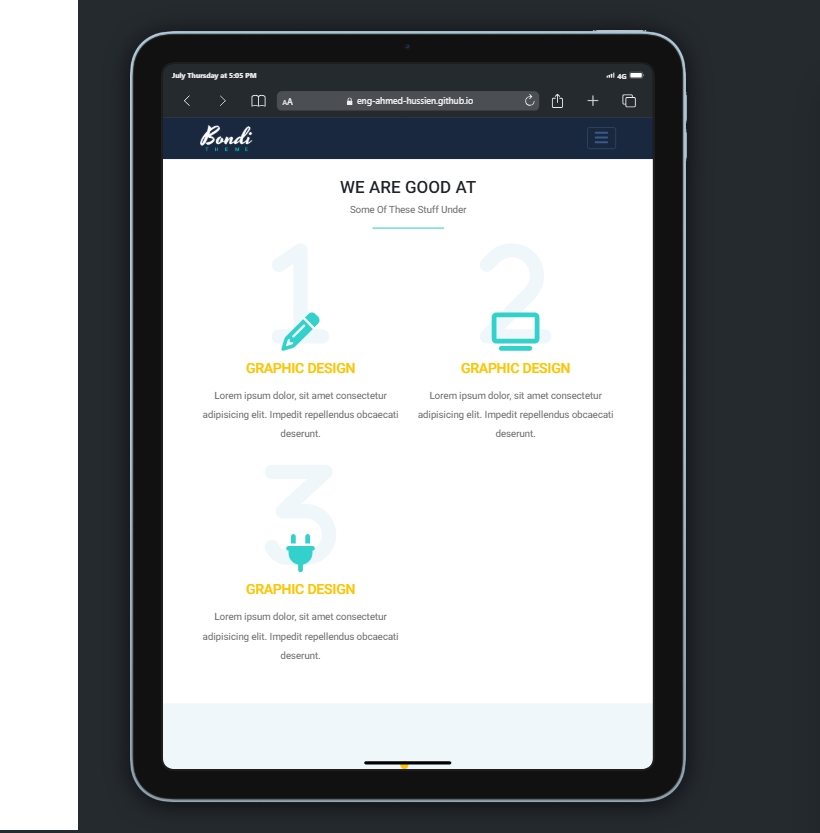 July Thursday at 5:05 PM
4G
AA
eng-ahmed-hussien.github.io
Bondi
THEME
WE ARE GOOD AT
Some Of These Stuff Under
1
2
GRAPHIC DESIGN
GRAPHIC DESIGN
Lorem ipsum dolor, sit amet consectetur
adipisicing elit. Impedit repellendus obcaecati
deserunt.
Lorem ipsum dolor, sit amet consectetur
adipisicing elit. Impedit repellendus obcaecati
deserunt.
3
GRAPHIC DESIGN
Lorem ipsum dolor, sit amet consectetur
adipisicing elit. Impedit repellendus obcaecati
deserunt.